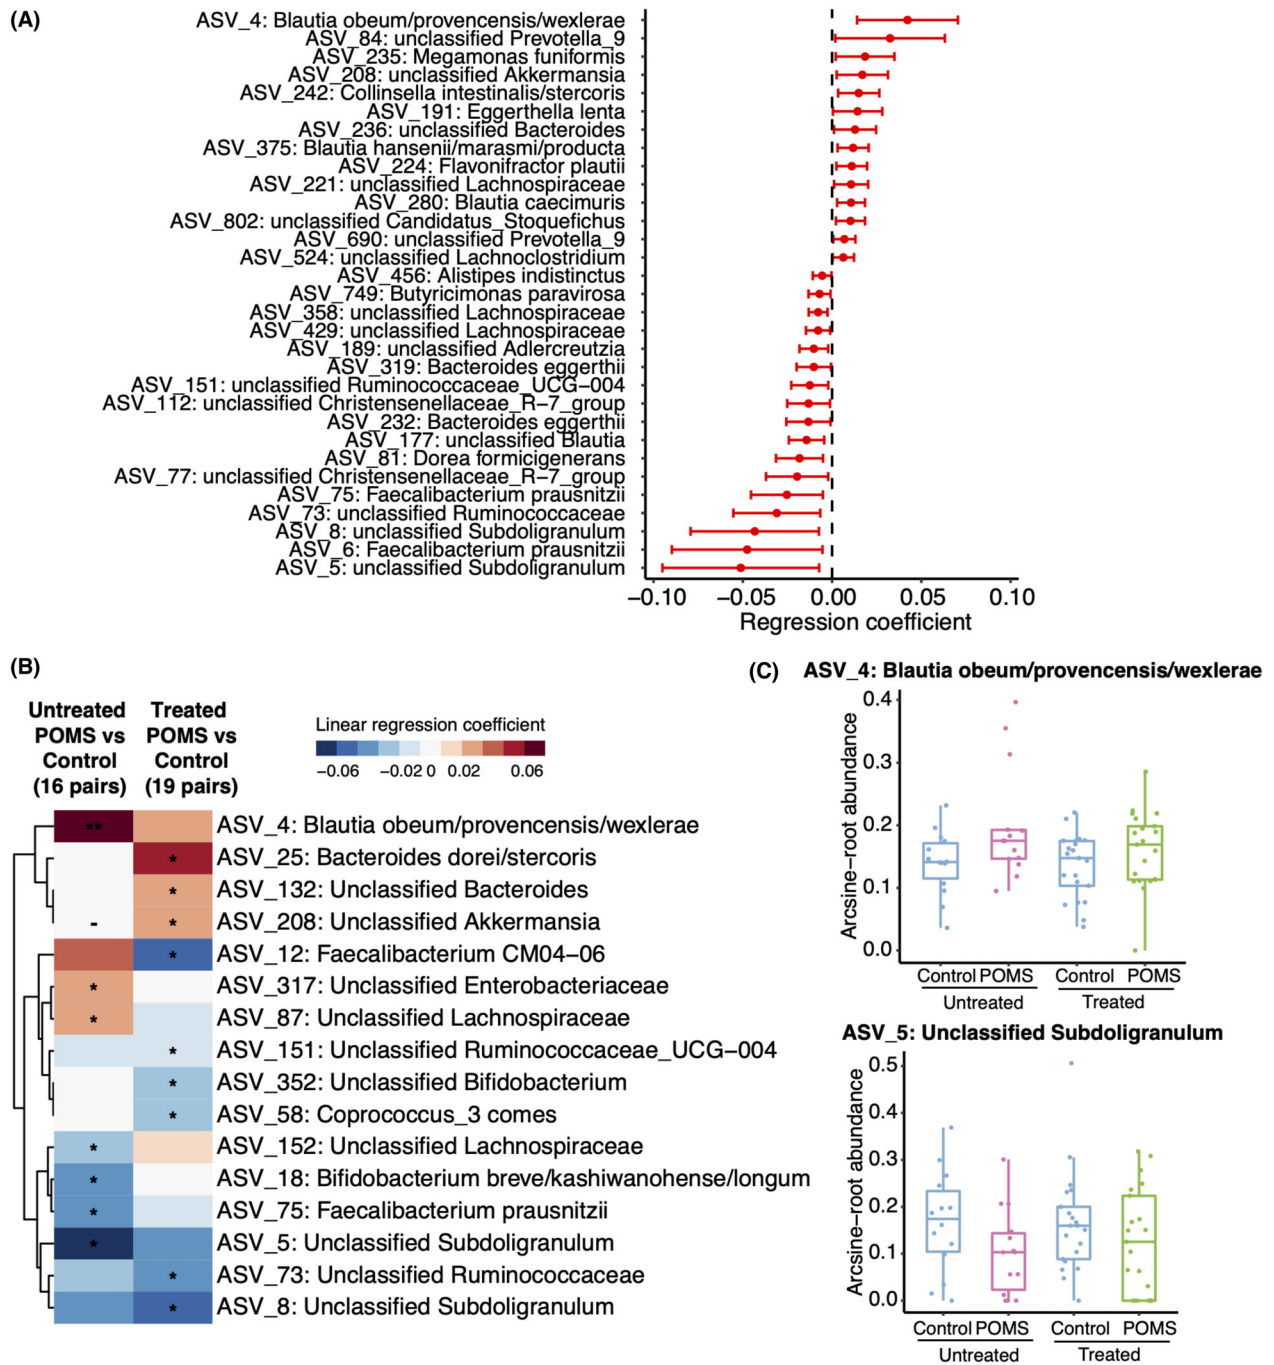 (A)
ASV_4: Blautia obeum/provencensis/wexlerae
ASV_84: unclassified Prevotella_9
ASV_235: Megamonas funiformis
ASV_208: unclassified Akkermansia
ASV_242: Collinsella intestinalis/stercoris
ASV_191: Eggerthella lenta
ASV_236: unclassified Bacteroides
ASV_375: Blautia hansenii/marasmi/producta
ASV_224: Flavonifractor plautii
ASV_221: unclassified Lachnospiraceae
ASV_280: Blautia caecimuris
ASV_802: unclassified Candidatus_Stoquefichus
ASV_690: unclassified Prevotella_9
ASV_524: unclassified Lachnoclostridium
ASV_456: Alistipes indistinctus
ASV_749: Butyricimonas paravirosa
ASV_358: unclassified Lachnospiraceae
ASV_429: unclassified Lachnospiraceae
ASV_189: unclassified Adlercreutzia
ASV_319: Bacteroides eggerthii
ASV_151: unclassified Ruminococcaceae_UCG−004
ASV_112: unclassified Christensenellaceae_R−7_group
ASV_232: Bacteroides eggerthii
ASV_177: unclassified Blautia
ASV_81: Dorea formicigenerans
ASV_77: unclassified Christensenellaceae_R−7_group
ASV_75: Faecalibacterium prausnitzii
ASV_73: unclassified Ruminococcaceae
ASV_8: unclassified Subdoligranulum
ASV_6: Faecalibacterium prausnitzii
ASV_5: unclassified Subdoligranulum
−0.10 −0.05 0.00 0.05 0.10
Regression coefficient
(B)
Untreated POMS vs Control (16 pairs)
Treated POMS vs Control (19 pairs)
Linear regression coefficient
−0.06 −0.02 0 0.02 0.06
** ASV_4: Blautia obeum/provencensis/wexlerae
* ASV_25: Bacteroides dorei/stercoris
* ASV_132: Unclassified Bacteroides
- * ASV_208: Unclassified Akkermansia
* ASV_12: Faecalibacterium CM04−06
* ASV_317: Unclassified Enterobacteriaceae
* ASV_87: Unclassified Lachnospiraceae
* ASV_151: Unclassified Ruminococcaceae_UCG−004
* ASV_352: Unclassified Bifidobacterium
* ASV_58: Coprococcus_3 comes
* ASV_152: Unclassified Lachnospiraceae
* ASV_18: Bifidobacterium breve/kashiwanohense/longum
* ASV_75: Faecalibacterium prausnitzii
* ASV_5: Unclassified Subdoligranulum
* ASV_73: Unclassified Ruminococcaceae
* ASV_8: Unclassified Subdoligranulum
(C)
ASV_4: Blautia obeum/provencensis/wexlerae
Arcsine−root abundance
0.4
0.3
0.2
0.1
0.0
Control POMS Control POMS
Untreated Treated
ASV_5: Unclassified Subdoligranulum
Arcsine−root abundance
0.5
0.4
0.3
0.2
0.1
0.0
Control POMS Control POMS
Untreated Treated